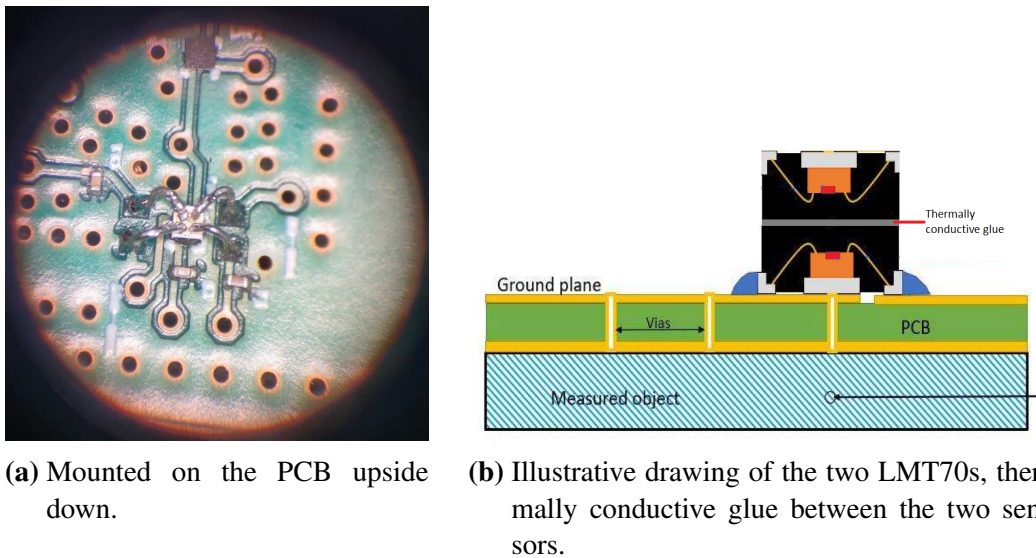 Thermally
conductive glue
Ground plane
Vias
PCB
Measured object
(a) Mounted on the PCB upside
down.
(b) Illustrative drawing of the two LMT70s, ther
mally conductive glue between the two sen
sors.